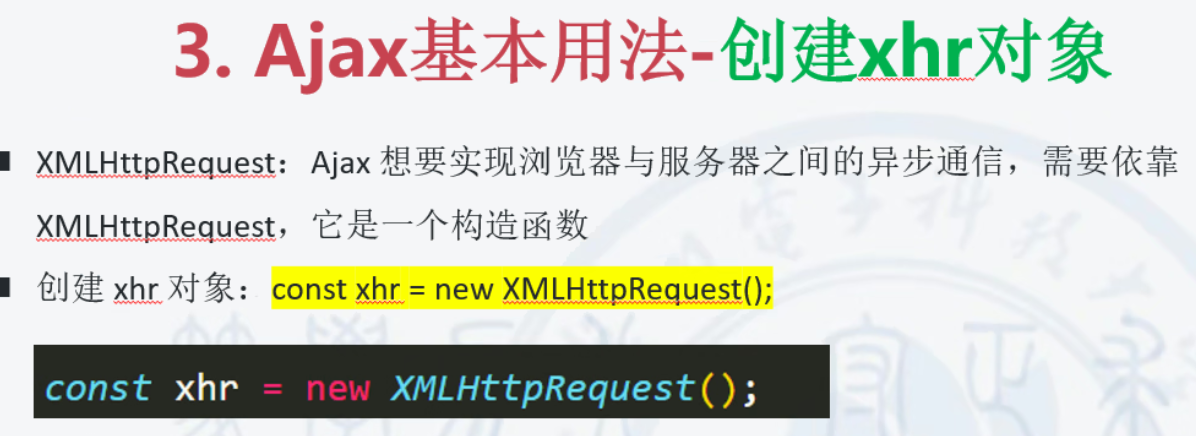 3. Ajax基本用法-创建xhr对象
XMLHttpRequest：Ajax 想要实现浏览器与服务器之间的异步通信，需要依靠
XMLHttpRequest，它是一个构造函数
创建 xhr 对象：const xhr = new XMLHttpRequest();
const xhr = new XMLHttpRequest();